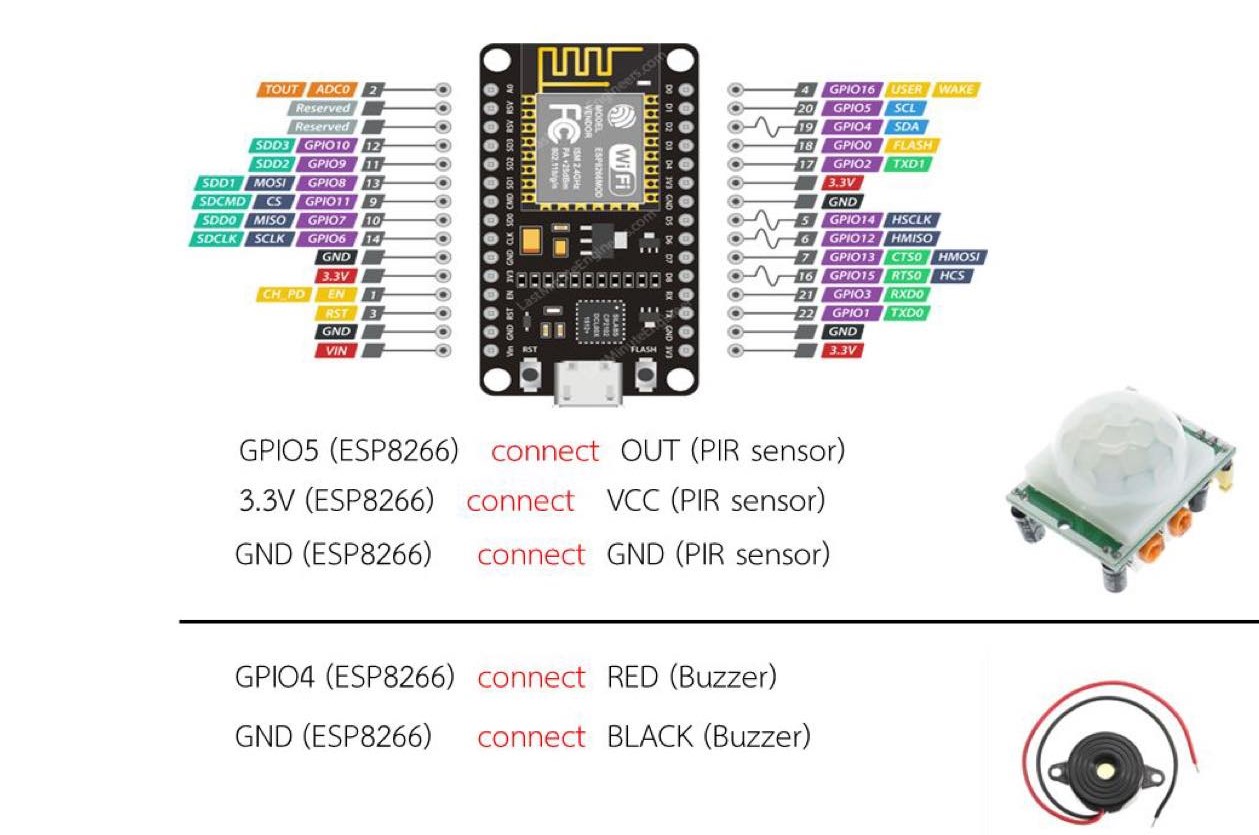 TOUT ADC0 2
Reserved
Reserved
SDD3 GPIO10 12
SDD2 GPIO9 11
SDD1 MOSI GPIO8 13
SDCMD CS GPIO11 9
SDD0 MISO GPIO7 10
SDCLK SCLK GPIO6 14
GND
3.3V
CH_PD EN 1
RST 3
GND
VIN
A0
RSV
RSV
SD3
SD2
SD1
CMD
SD0
CLK
GND
3V3
EN
RST
GND
Vin
MODEL ESP8266MOD
VENDOR
ISM 2.4GHz
PA +25dBm
802.11b/g/n
FC
WiFi
SILABS
CP2102
RST
FLASH
D0
D1
D2
D3
D4
3V3
GND
D5
D6
D7
D8
RX
TX
GND
3V3
4 GPIO16 USER WAKE
20 GPIO5 SCL
19 GPIO4 SDA
18 GPIO0 FLASH
17 GPIO2 TXD1
3.3V
GND
5 GPIO14 HSCLK
6 GPIO12 HMISO
7 GPIO13 CTS0 HMOSI
16 GPIO15 RTS0 HCS
21 GPIO3 RXD0
22 GPIO1 TXD0
GND
3.3V
GPIO5 (ESP8266) connect OUT (PIR sensor)
3.3V (ESP8266) connect VCC (PIR sensor)
GND (ESP8266) connect GND (PIR sensor)
GPIO4 (ESP8266) connect RED (Buzzer)
GND (ESP8266) connect BLACK (Buzzer)